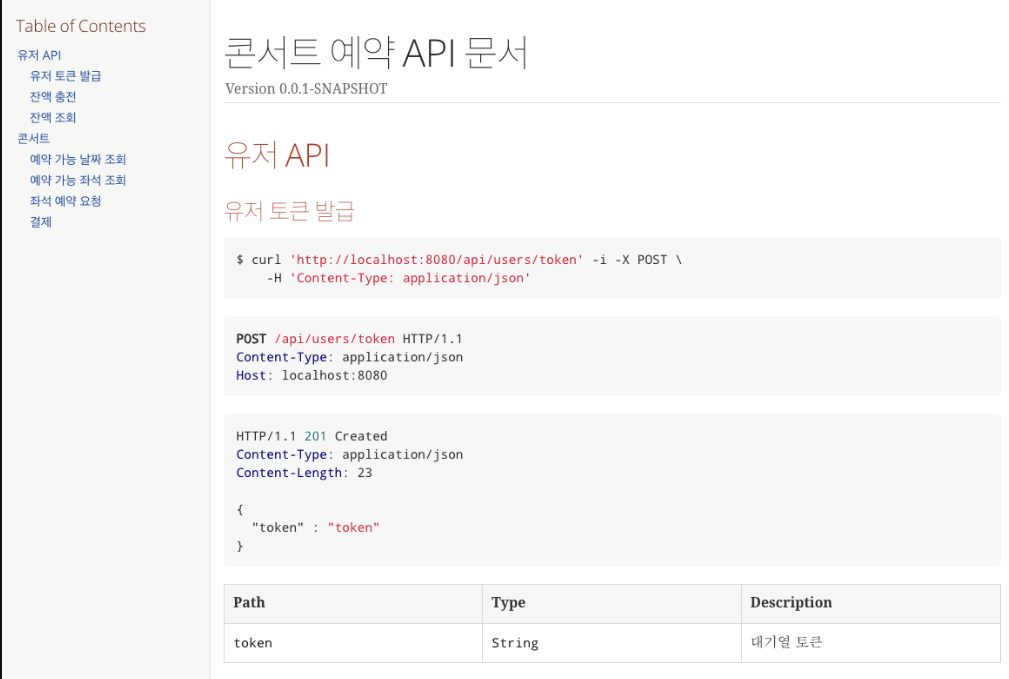 Table of Contents
유저 API
유저 토큰 발급
잔액 충전
잔액 조회
콘서트
예약 가능 날짜 조회
예약 가능 좌석 조회
좌석 예약 요청
결제
콘서트 예약 API 문서
Version 0.0.1-SNAPSHOT
유저 API
유저 토큰 발급
$ curl 'http://localhost:8080/api/users/token' -i -X POST \
-H 'Content-Type: application/json'
POST /api/users/token HTTP/1.1
Content-Type: application/json
Host: localhost:8080
HTTP/1.1 201 Created
Content-Type: application/json
Content-Length: 23
{
"token" : "token"
}
Path Type Description
token String 대기열 토큰